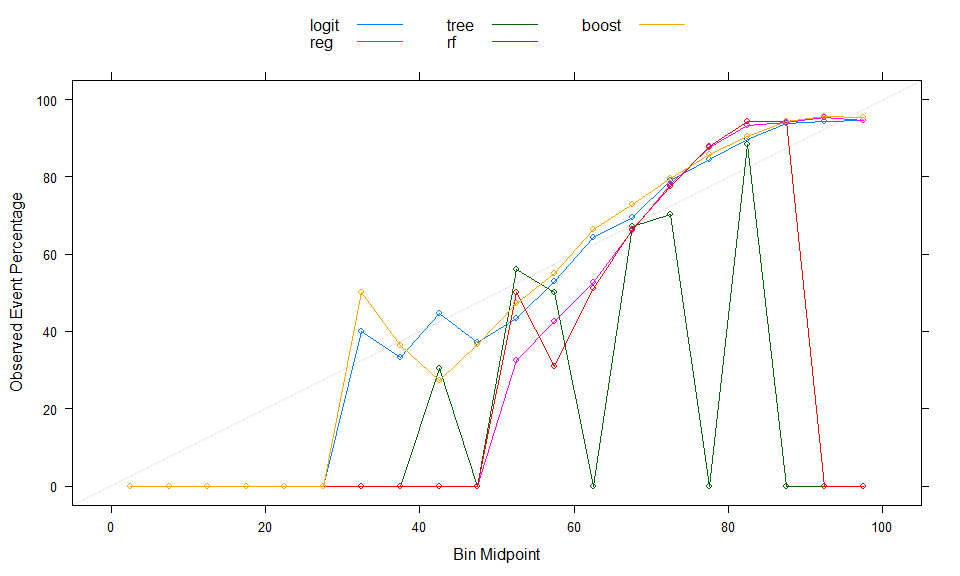 logit tree boost
reg rf
100
80
60
40
20
0
Observed Event Percentage
0 20 40 60 80 100
Bin Midpoint